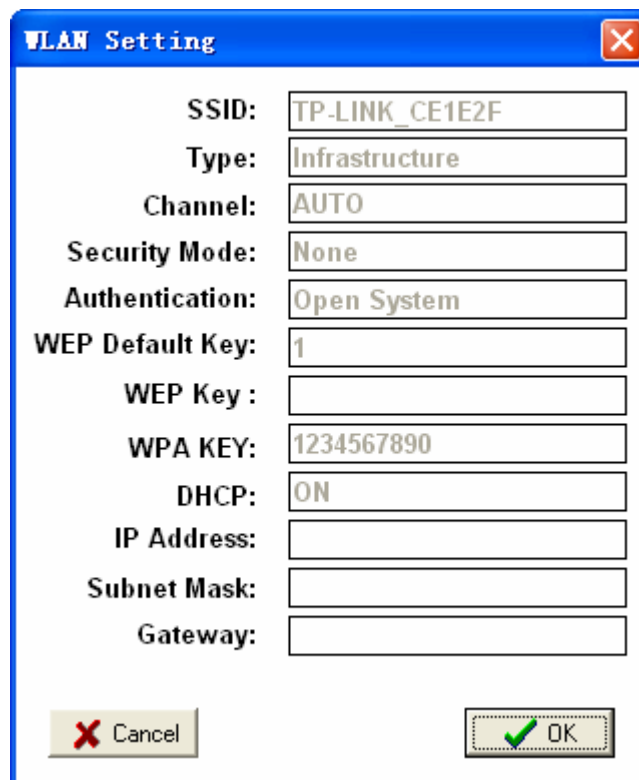 WLAN Setting
SSID: TP-LINK_CE1E2F
Type: Infrastructure
Channel: AUTO
Security Mode: None
Authentication: Open System
WEP Default Key: 1
WEP Key :
WPA KEY: 1234567890
DHCP: ON
IP Address:
Subnet Mask:
Gateway:
Cancel OK